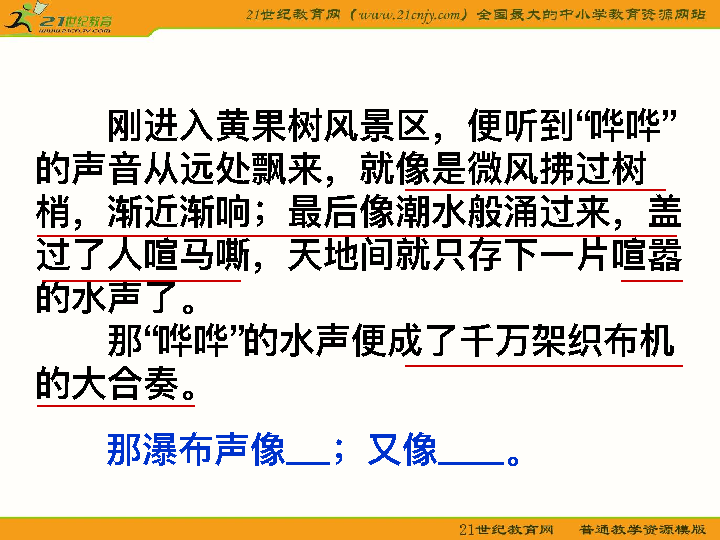 21世纪教育
www.21cnjy.com
21世纪教育网（www.21cnjy.com）全国最大的中小学教育资源网站
刚进入黄果树风景区，便听到“哗哗”
的声音从远处飘来，就像是微风拂过树
梢，渐近渐响；最后像潮水般涌过来，盖
过了人喧马嘶，天地间就只存下一片喧嚣
的水声了。
那“哗哗”的水声便成了千万架织布机
的大合奏。
那瀑布声像__；又像___。
21世纪教育网 普通教学资源模版